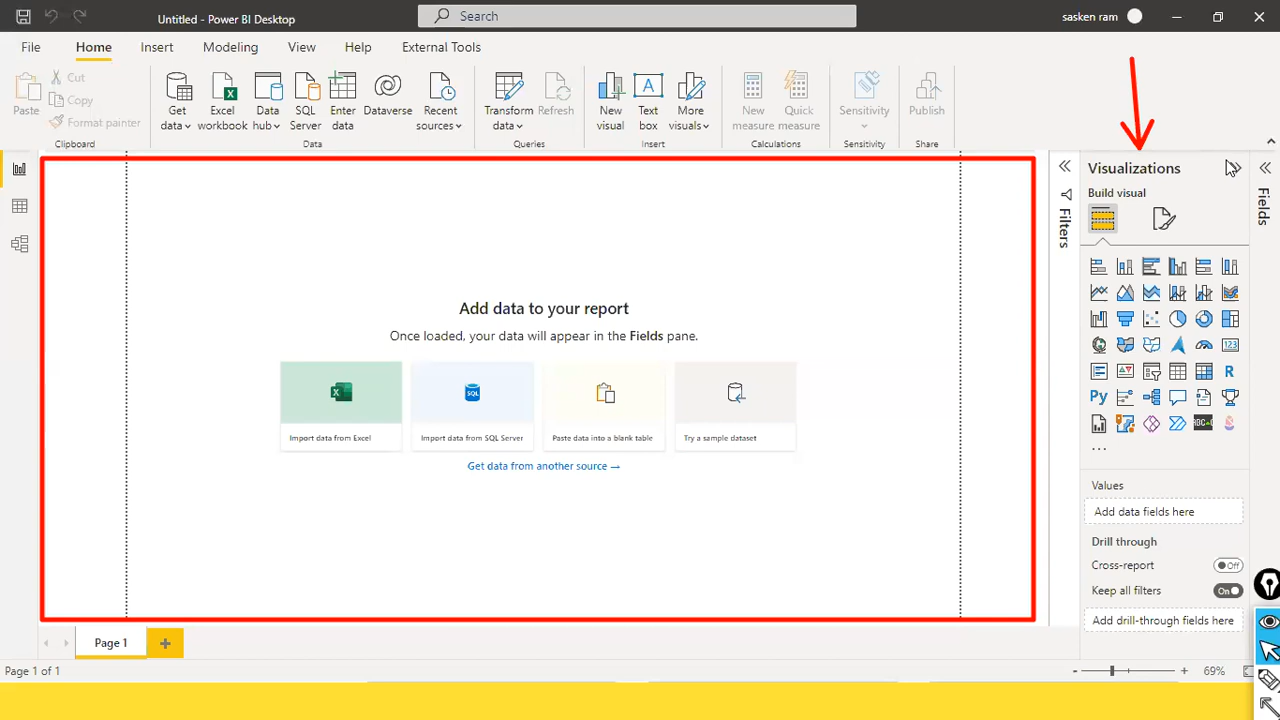 Untitled - Power BI Desktop
Search
sasken ram
File Home Insert Modeling View Help External Tools
Paste
Cut
Copy
Format painter
Clipboard
Get data
Excel workbook
Data hub
SQL Server
Enter data
Dataverse
Recent sources
Data
Transform data
Refresh
Queries
New visual
Text box
More visuals
Insert
New measure
Quick measure
Calculations
Sensitivity
Sensitivity
Publish
Share
Add data to your report
Once loaded, your data will appear in the Fields pane.
Import data from Excel
SQL
Import data from SQL Server
Paste data into a blank table
Try a sample dataset
Get data from another source →
Filters
Visualizations
Build visual
123
R
Py
Values
Add data fields here
Drill through
Cross-report
Off
Keep all filters
On
Add drill-through fields here
Fields
Page 1
Page 1 of 1
69%